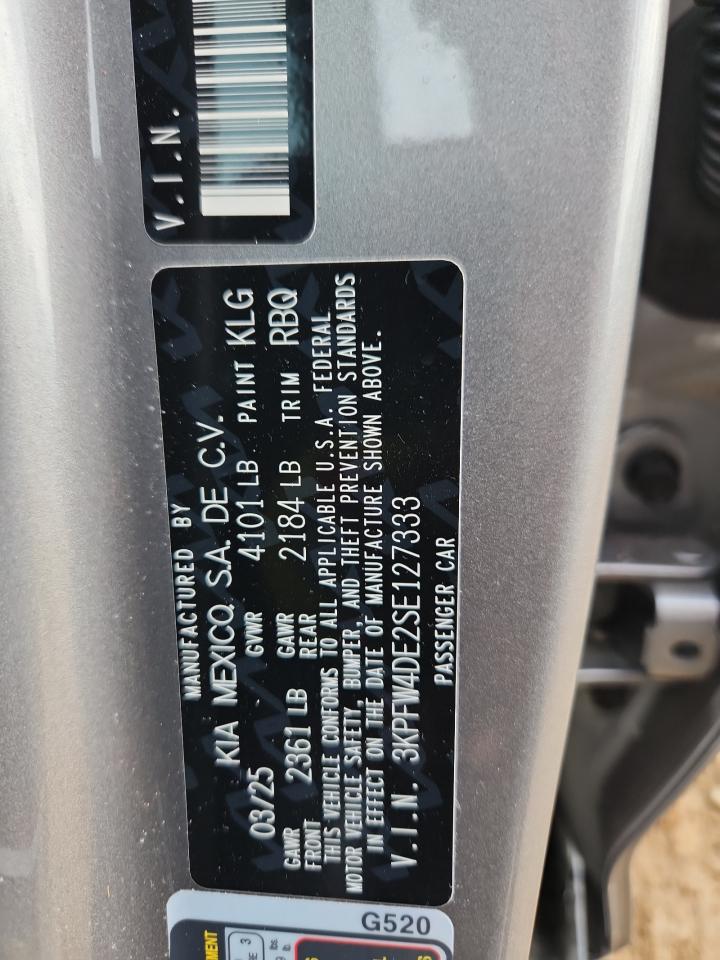 V.I.N.
MANUFACTURED BY
KIA MEXICO, S.A. DE C.V.
03/25 GVWR 4101 LB PAINT KLG
GAWR FRONT 2361 LB GAWR REAR 2184 LB TRIM RBQ
THIS VEHICLE CONFORMS TO ALL APPLICABLE U.S.A. FEDERAL
MOTOR VEHICLE SAFETY, BUMPER, AND THEFT PREVENTION STANDARDS
IN EFFECT ON THE DATE OF MANUFACTURE SHOWN ABOVE.
V.I.N. 3KPFW4DE2SE127333
PASSENGER CAR
G520